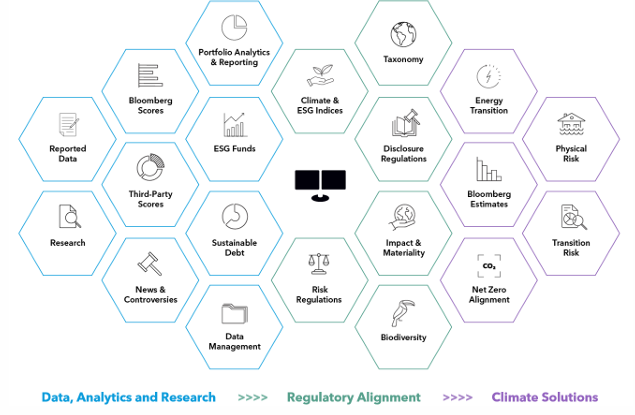 Portfolio Analytics
& Reporting
Taxonomy
Bloomberg
Scores
Climate &
ESG Indices
Energy
Transition
Reported
Data
ESG Funds
Disclosure
Regulations
Physical
Risk
Third-Party
Scores
Bloomberg
Estimates
Research
Sustainable
Debt
Impact &
Materiality
Transition
Risk
News &
Controversies
Risk
Regulations
CO₂
Net Zero
Alignment
Data
Management
Biodiversity
Data, Analytics and Research >>>> Regulatory Alignment >>>> Climate Solutions